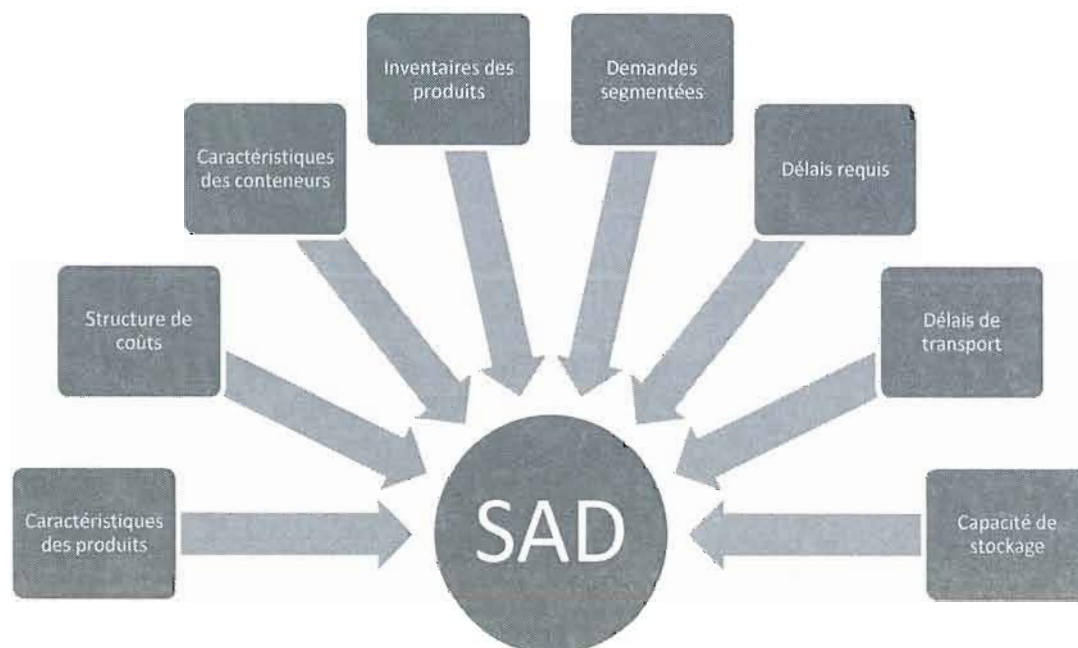 Inventaires des
produits
Demandes
segmentées
Caractéristiques
des conteneurs
Délais requis
Structure de
coûts
Délais de
transport
Caractéristiques
des produits
SAD
Capacité de
stockage